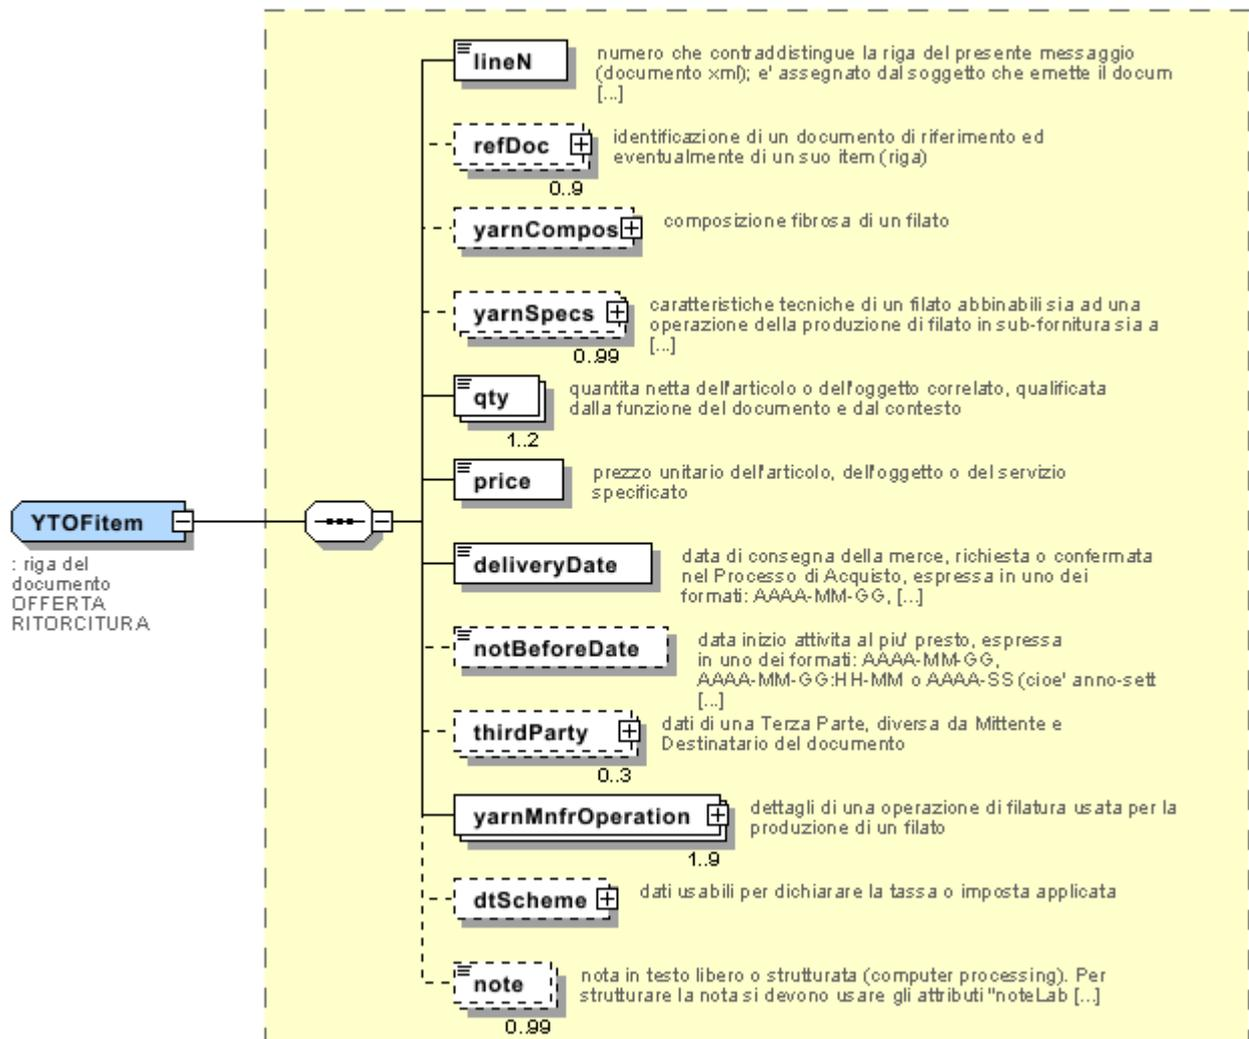 lineN
numero che contraddistingue la riga del presente messaggio
(documento xml); e' assegnato dal soggetto che emette il docum
[...]
refDoc
identificazione di un documento di riferimento ed
eventualmente di un suo item (riga)
0..9
yarnCompos
composizione fibrosa di un filato
yarnSpecs
caratteristiche tecniche di un filato abbinabili sia ad una
operazione della produzione di filato in sub-fornitura sia a
[...]
0..99
qty
quantita netta dell'articolo o dell'oggetto correlato, qualificata
dalla funzione del documento e dal contesto
1..2
price
prezzo unitario dell'articolo, dell'oggetto o del servizio
specificato
YTOFitem
: riga del
documento
OFFERTA
RITORCITURA
deliveryDate
data di consegna della merce, richiesta o confermata
nel Processo di Acquisto, espressa in uno dei
formati: AAAA-MM-GG, [...]
notBeforeDate
data inizio attivita al piu' presto, espressa
in uno dei formati: AAAA-MM-GG,
AAAA-MM-GG:HH-MM o AAAA-SS (cioe' anno-sett
[...]
thirdParty
dati di una Terza Parte, diversa da Mittente e
Destinatario del documento
0..3
yarnMnfrOperation
dettagli di una operazione di filatura usata per la
produzione di un filato
1..9
dtScheme
dati usabili per dichiarare la tassa o imposta applicata
note
nota in testo libero o strutturata (computer processing). Per
strutturare la nota si devono usare gli attributi "noteLab [...]
0..99